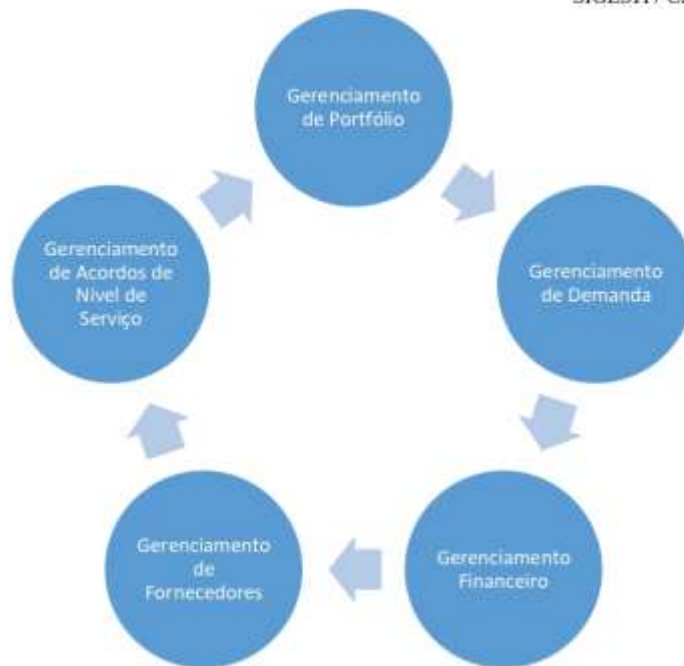 Gerenciamento
de Portfólio
Gerenciamento
de Demanda
Gerenciamento
Financeiro
Gerenciamento
de
Fornecedores
Gerenciamento
de Acordos de
Nível de
Serviço